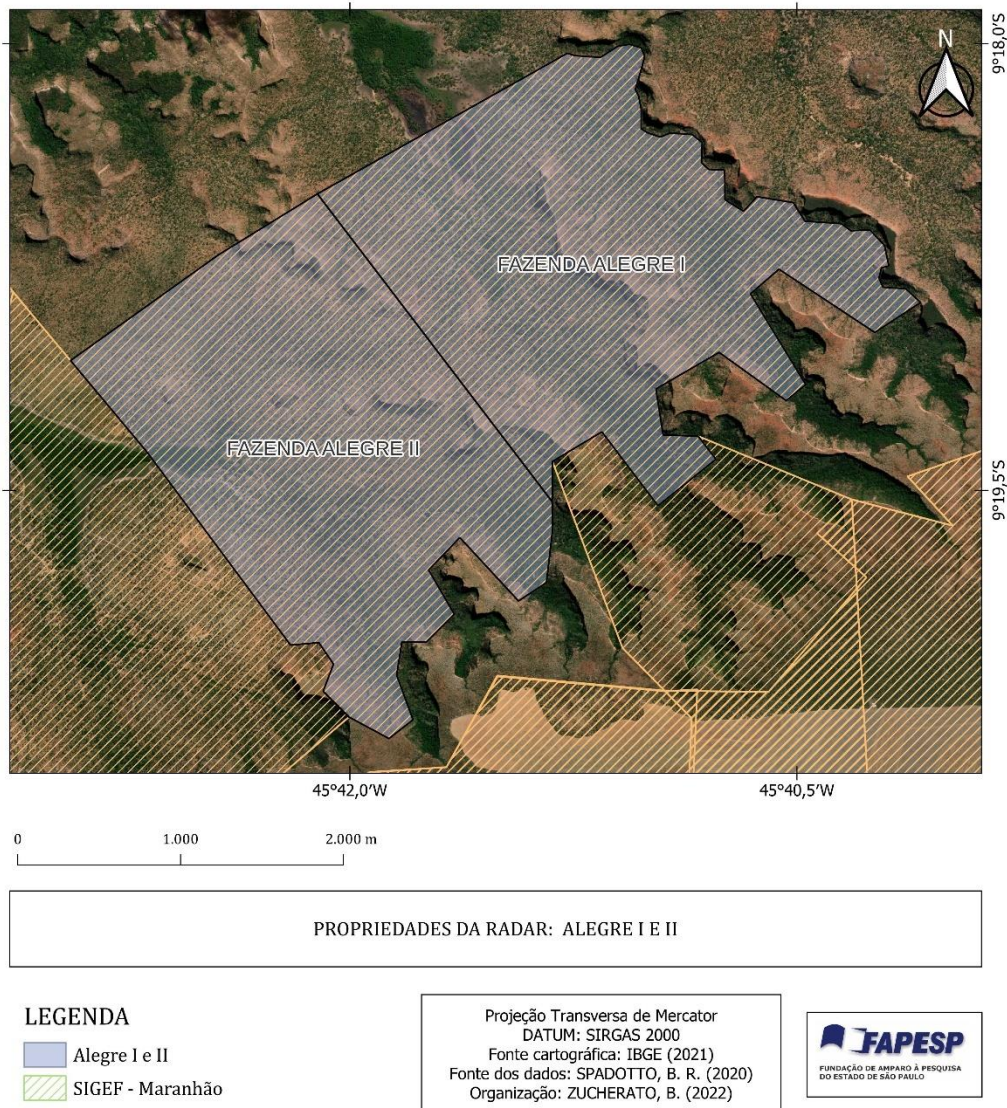 N
9°18,0'S
FAZENDA ALEGRE I
FAZENDA ALEGRE II
9°19,5'S
45°42,0'W
45°40,5'W
0
1.000
2.000 m
PROPRIEDADES DA RADAR: ALEGRE I E II
LEGENDA
Alegre I e II
SIGEF - Maranhão
Projeção Transversa de Mercator
DATUM: SIRGAS 2000
Fonte cartográfica: IBGE (2021)
Fonte dos dados: SPADOTTO, B. R. (2020)
Organização: ZUCHERATO, B. (2022)
FAPESP
FUNDAÇÃO DE AMPARO À PESQUISA
DO ESTADO DE SÃO PAULO